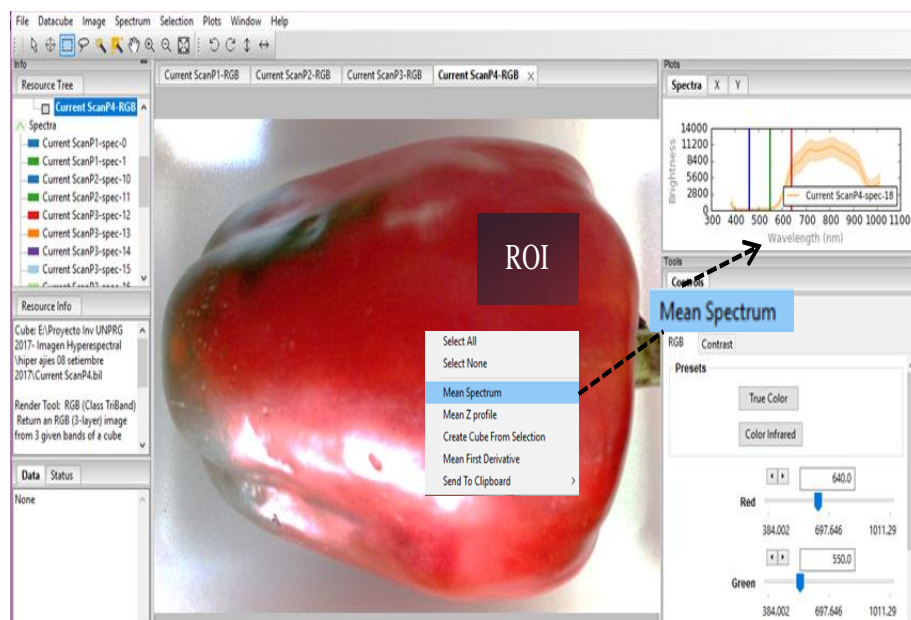 File Datacube Image Spectrum Selection Plots Window Help
Info
Resource Tree
Current ScanP4-RGB
Spectra
Current ScanP1-spec-0
Current ScanP1-spec-1
Current ScanP2-spec-10
Current ScanP2-spec-11
Current ScanP3-spec-12
Current ScanP3-spec-13
Current ScanP3-spec-14
Current ScanP3-spec-15
Resource Info
Cube: E:\Proyecto Inv UNPRG
2017- Imagen Hyperespectral
\hiper ajies 08 setiembre
2017\Current ScanP4.bil
Render Tool: RGB (Class TriBand)
Return an RGB (3-layer) image
from 3 given bands of a cube
Data Status
None
Current ScanP1-RGB Current ScanP2-RGB Current ScanP3-RGB Current ScanP4-RGB
ROI
Select All
Select None
Mean Spectrum
Mean Z profile
Create Cube From Selection
Mean First Derivative
Send To Clipboard
Plots
Spectra X Y
14000
11200
8400
5600
2800
0
Brightness
Current ScanP4-spec-18
300 400 500 600 700 800 900 1000 1100
Wavelength (nm)
Tools
Controls
Mean Spectrum
RGB Contrast
Presets
True Color
Color Infrared
640.0
Red
384.002 697.646 1011.29
550.0
Green
384.002 697.646 1011.29